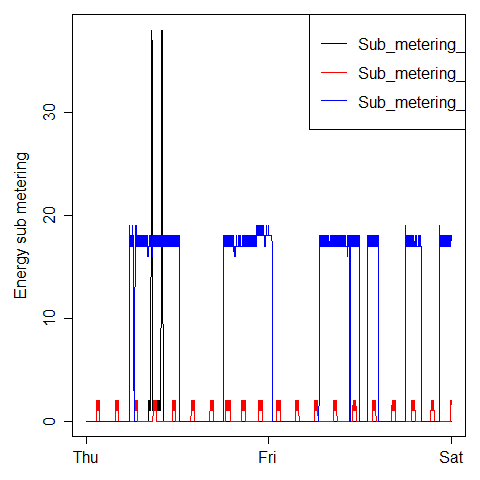 Sub_metering_
Sub_metering_
Sub_metering_
Energy sub metering
30
20
10
0
Thu Fri Sat